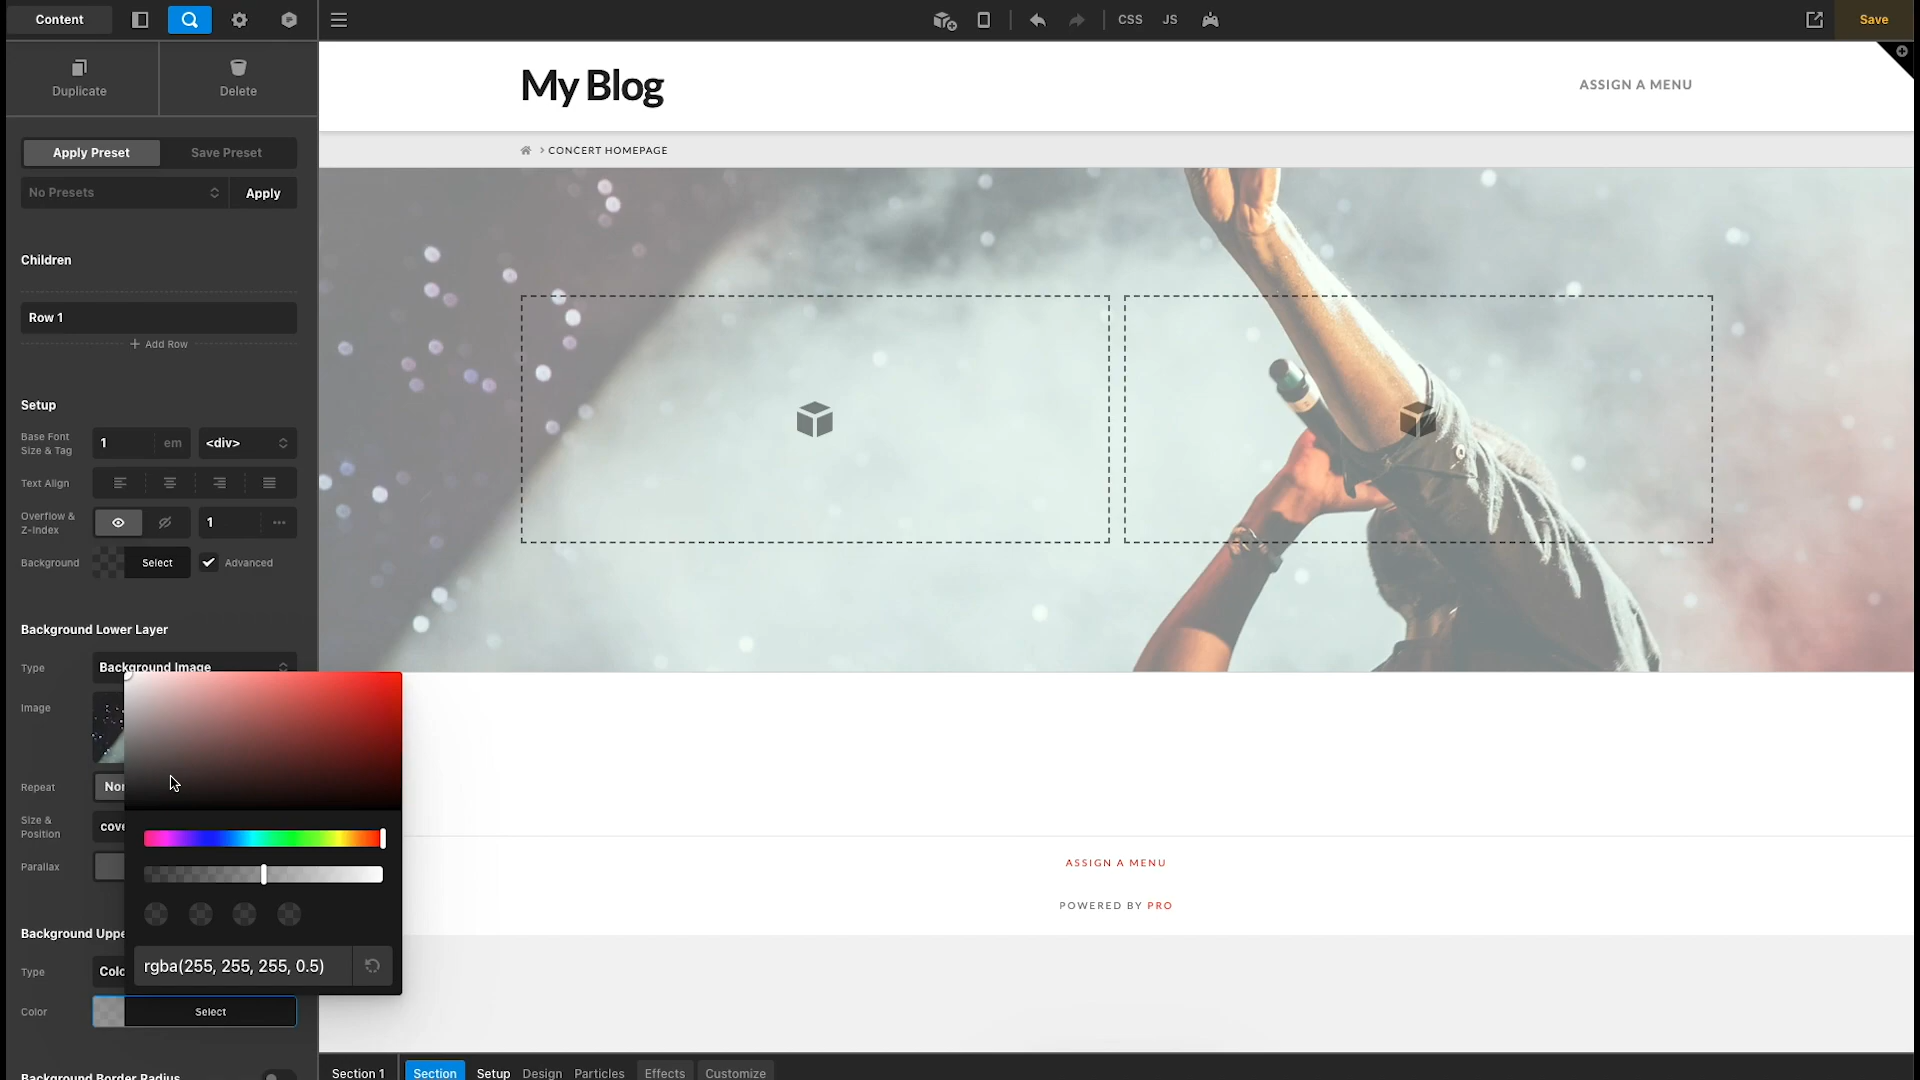 Content
CSS
JS
Save
Duplicate
Delete
My Blog
ASSIGN A MENU
Apply Preset
Save Preset
> CONCERT HOMEPAGE
No Presets
Apply
Children
Row 1
+ Add Row
Setup
Base Font
Size & Tag
1
em
<div>
Text Align
Overflow &
Z-Index
1
Background
Select
Advanced
Background Lower Layer
Type
Background Image
Image
Repeat
Size &
Position
Parallax
ASSIGN A MENU
POWERED BY PRO
Type
rgba(255, 255, 255, 0.5)
Color
Select
Background Border Radius
Section 1
Section
Setup
Design
Particles
Effects
Customize